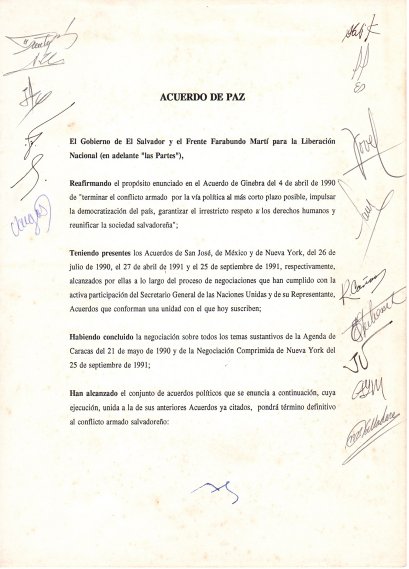 ACUERDO DE PAZ
El Gobierno de El Salvador y el Frente Farabundo Martí para la Liberación
Nacional (en adelante "las Partes"),
Reafirmando el propósito enunciado en el Acuerdo de Ginebra del 4 de abril de 1990
de "terminar el conflicto armado por la vía política al más corto plazo posible, impulsar
la democratización del país, garantizar el irrestricto respeto a los derechos humanos y
reunificar la sociedad salvadoreña";
Teniendo presentes los Acuerdos de San José, de México y de Nueva York, del 26 de
julio de 1990, el 27 de abril de 1991 y el 25 de septiembre de 1991, respectivamente,
alcanzados por ellas a lo largo del proceso de negociaciones que han cumplido con la
activa participación del Secretario General de las Naciones Unidas y de su Representante,
Acuerdos que conforman una unidad con el que hoy suscriben;
Habiendo concluido la negociación sobre todos los temas sustantivos de la Agenda de
Caracas del 21 de mayo de 1990 y de la Negociación Comprimida de Nueva York del
25 de septiembre de 1991;
Han alcanzado el conjunto de acuerdos políticos que se enuncia a continuación, cuya
ejecución, unida a la de sus anteriores Acuerdos ya citados, pondrá término definitivo
al conflicto armado salvadoreño: